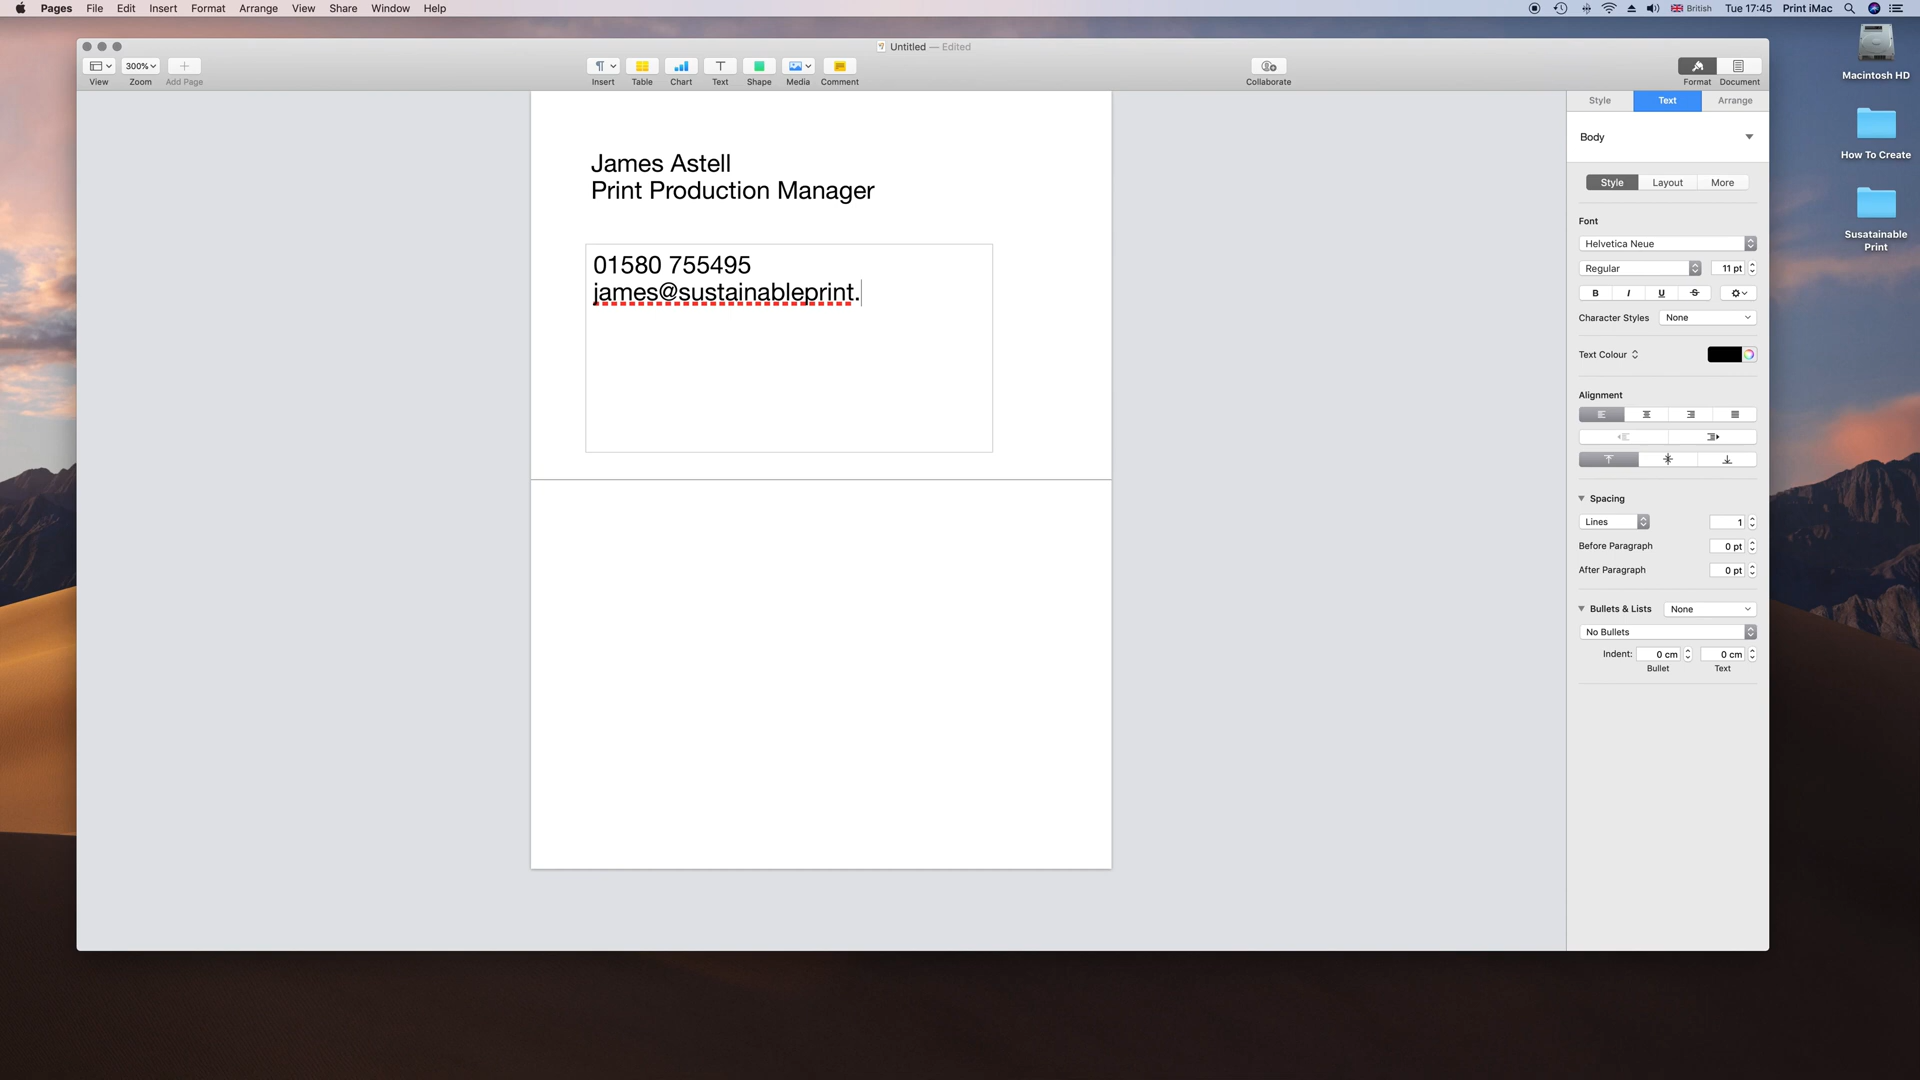 Pages File Edit Insert Format Arrange View Share Window Help
British Tue 17:45 Print iMac
Untitled — Edited
300%
View Zoom Add Page
Insert Table Chart Text Shape Media Comment
Collaborate
Format Document
Macintosh HD
How To Create
Susatainable
Print
Style Text Arrange
Body
Style Layout More
Font
Helvetica Neue
Regular 11 pt
B I U S
Character Styles None
Text Colour
Alignment
Spacing
Lines 1
Before Paragraph 0 pt
After Paragraph 0 pt
Bullets & Lists None
No Bullets
Indent: 0 cm 0 cm
Bullet Text
James Astell
Print Production Manager
01580 755495
james@sustainableprint.